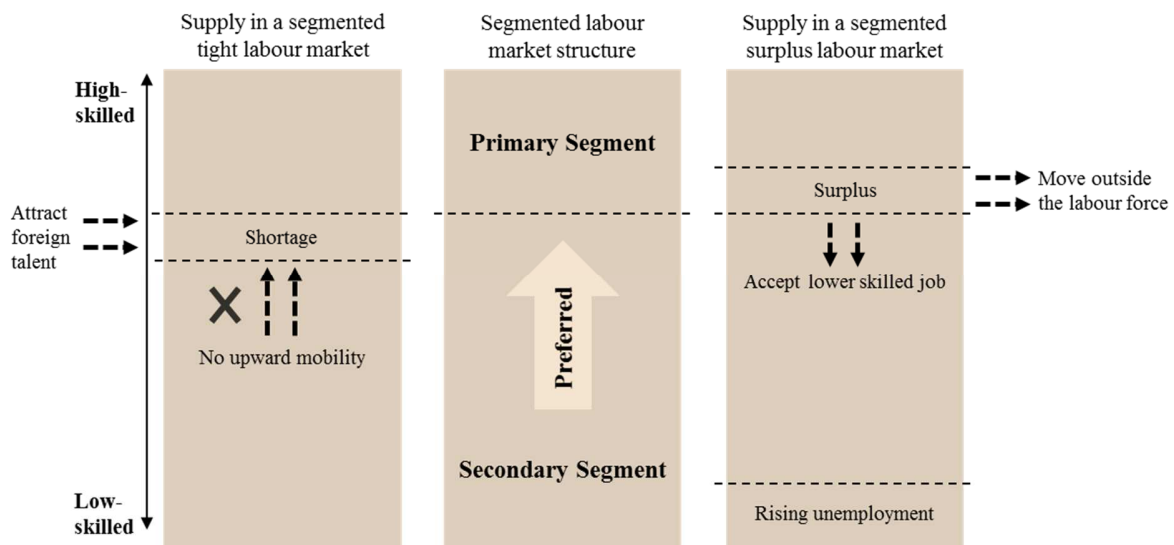 Supply in a segmented
tight labour market
Segmented labour
market structure
Supply in a segmented
surplus labour market
High-
skilled
Primary Segment
Surplus
Move outside
the labour force
Attract
foreign
talent
Shortage
Accept lower skilled job
No upward mobility
Preferred
Secondary Segment
Low-
skilled
Rising unemployment